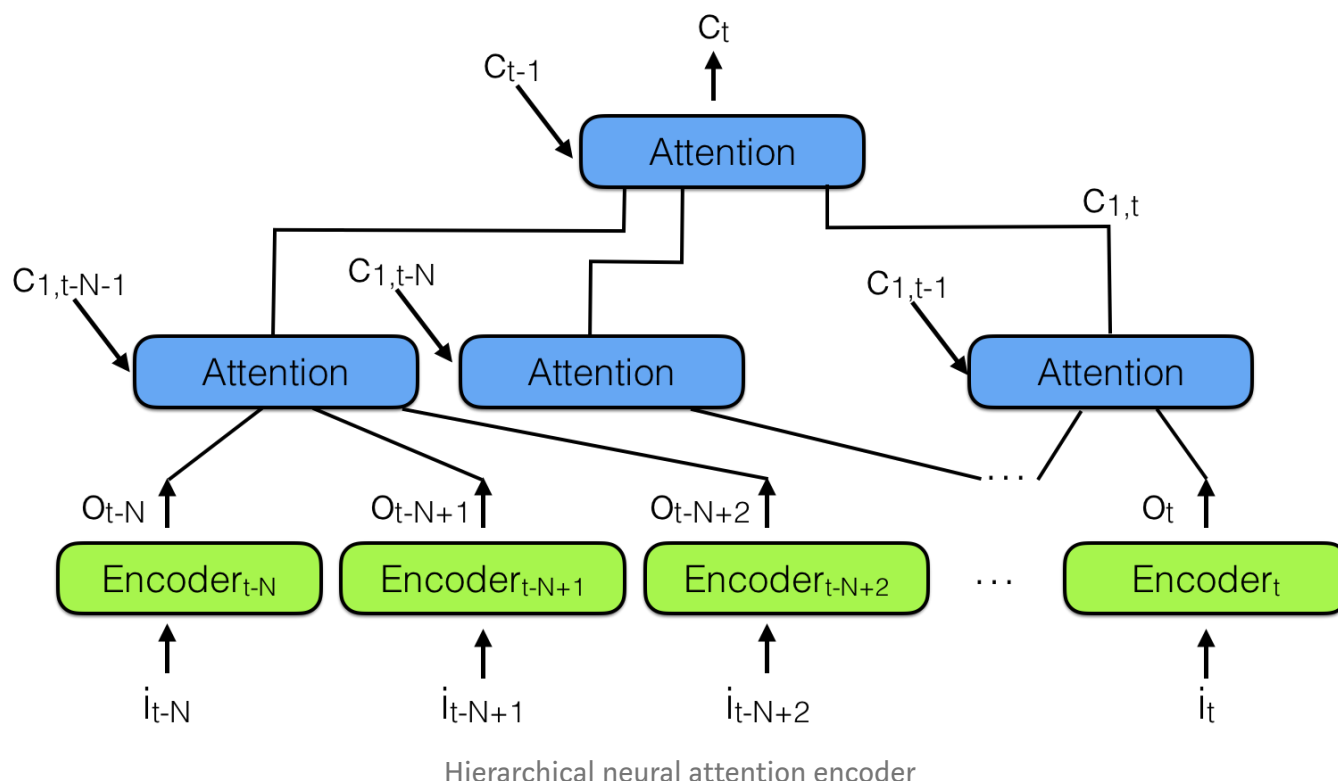 Ct
Ct-1
Attention
C1,t
C1,t-N-1
C1,t-N
C1,t-1
Attention Attention Attention
...
Ot-N Ot-N+1 Ot-N+2 Ot
Encodert-N Encodert-N+1 Encodert-N+2 ... Encodert
it-N it-N+1 it-N+2 it
Hierarchical neural attention encoder